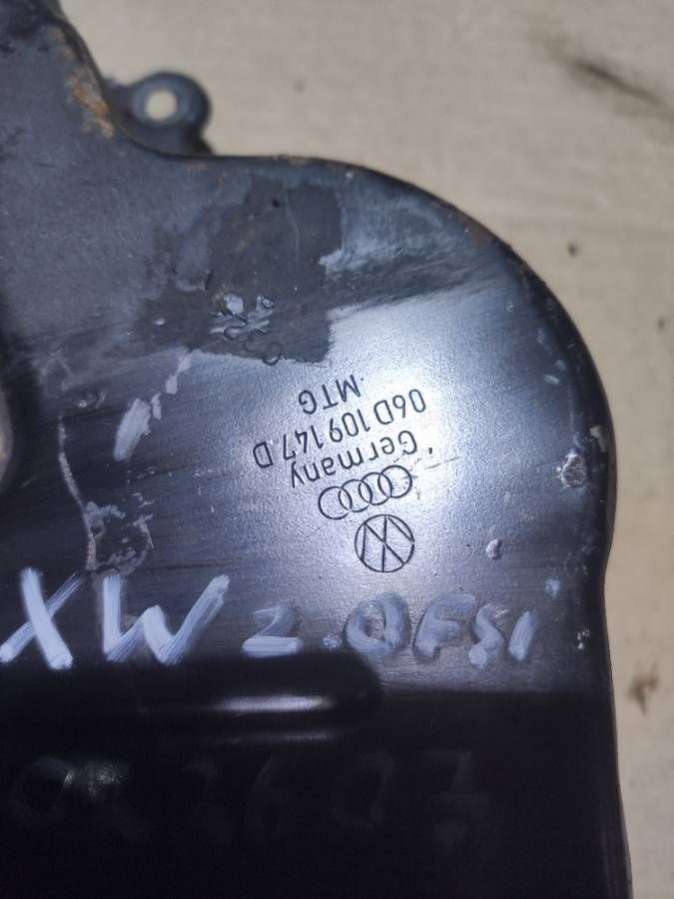 Germany
06D 109 147 D
MTG
XW 2.0FSI